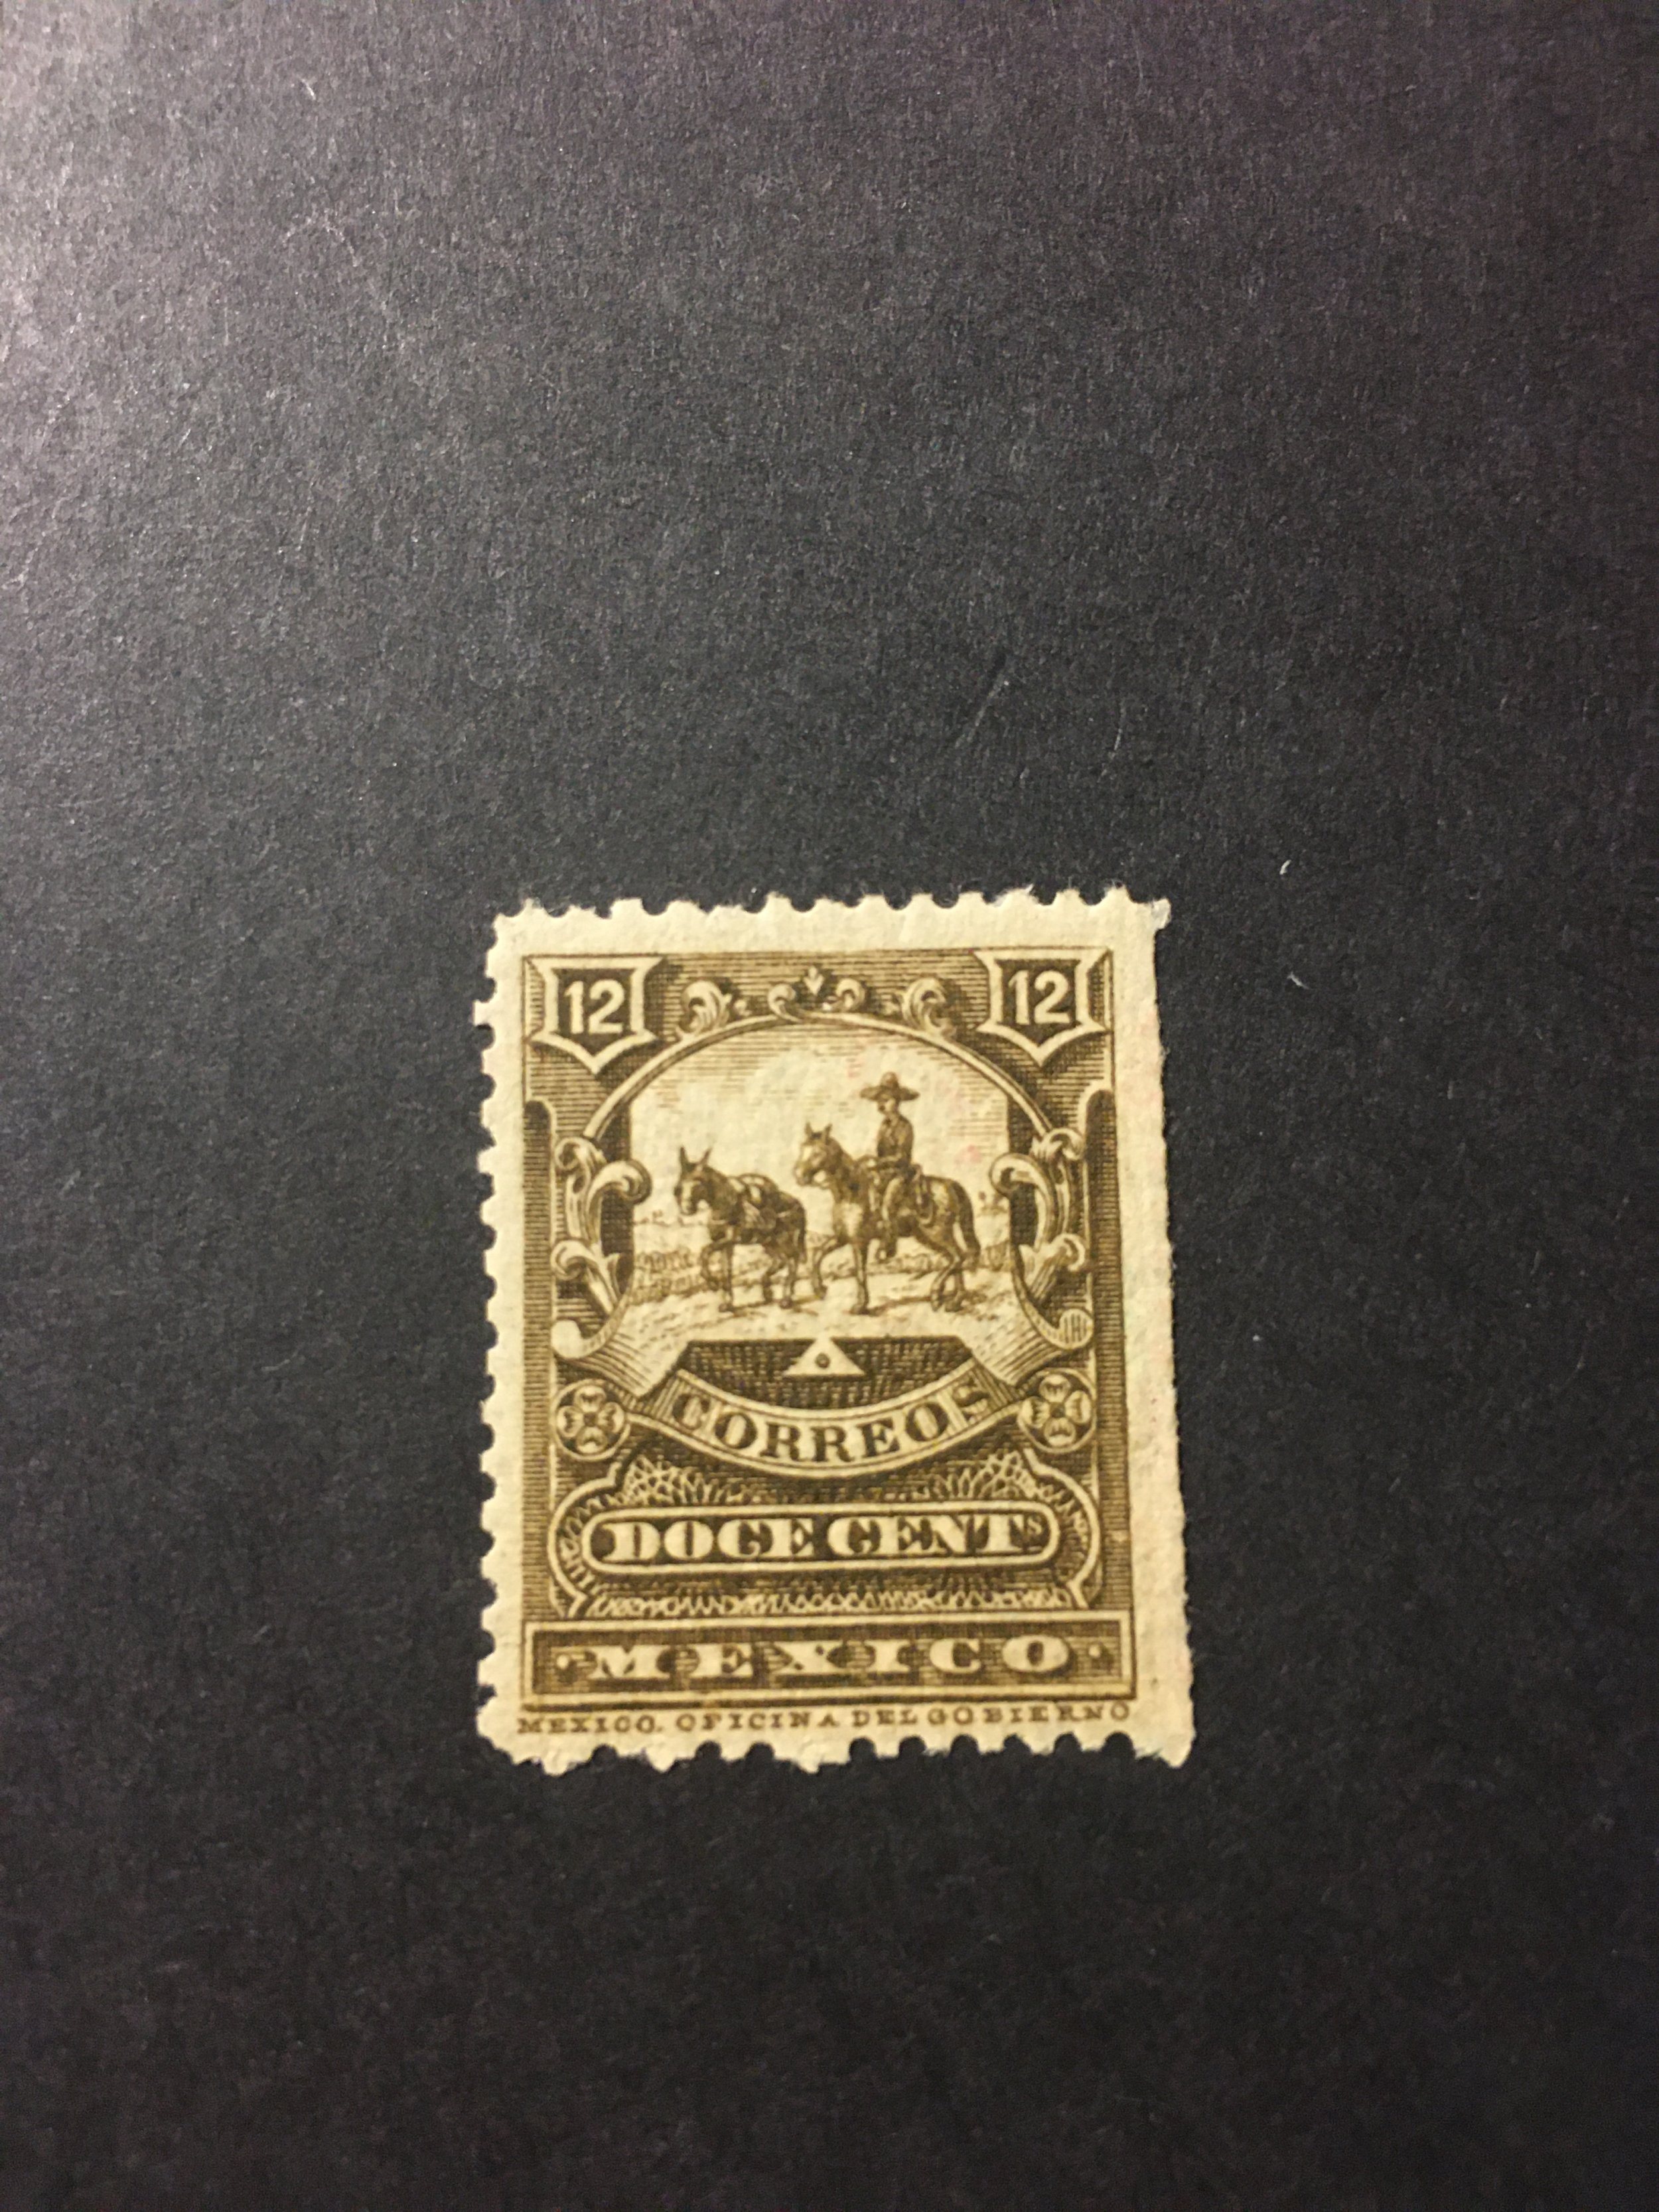 12 12
CORREOS
DOCE CENTS
MEXICO
MEXICO. OFICINA DEL GOBIERNO